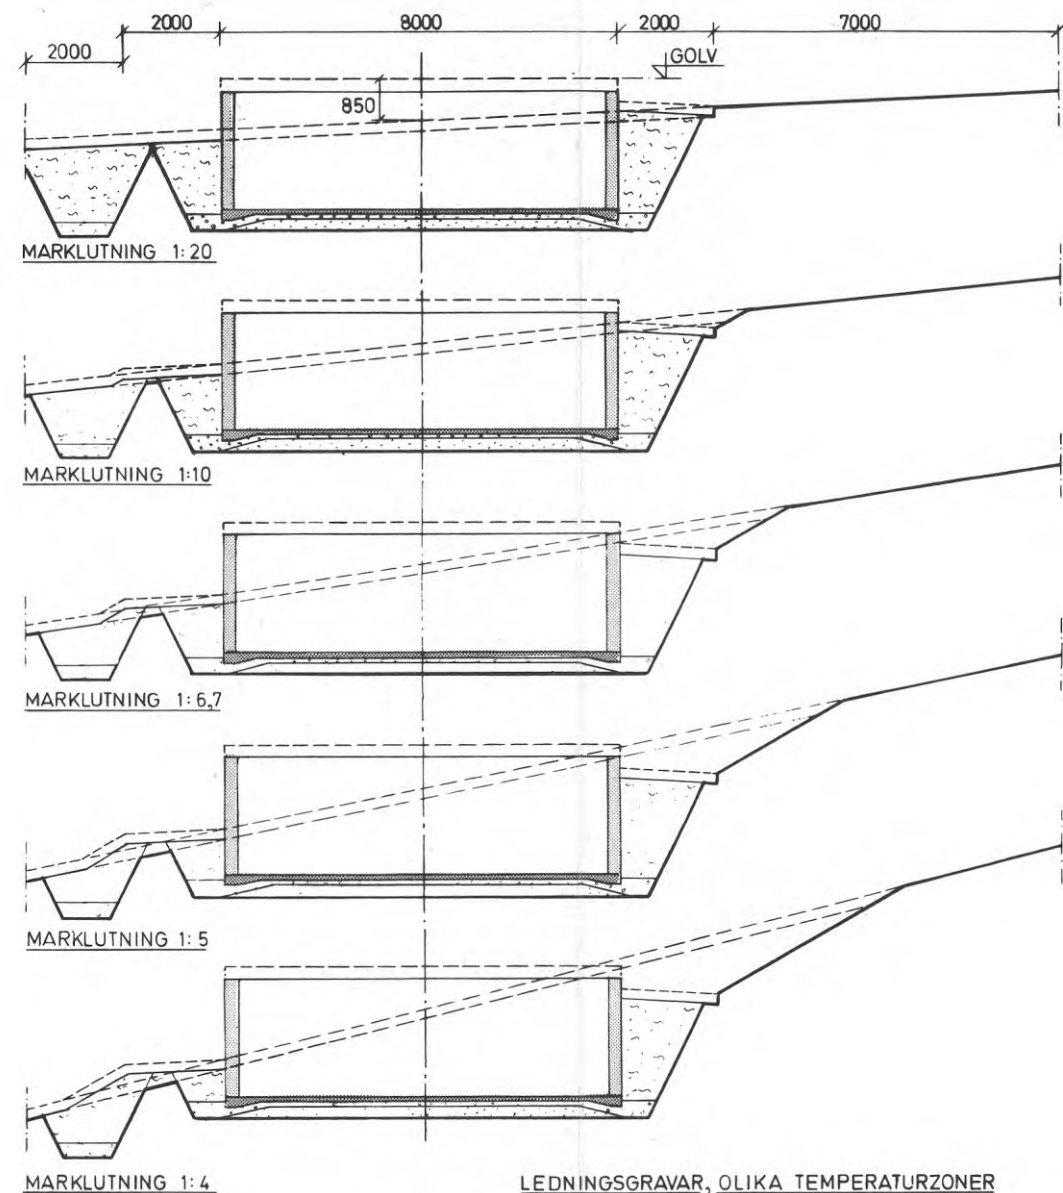 2000 8000 2000 7000
2000
GOLV
850
MARKLUTNING 1:20
MARKLUTNING 1:10
MARKLUTNING 1:6,7
MARKLUTNING 1:5
MARKLUTNING 1:4
LEDNINGSGRAVAR, OLIKA TEMPERATURZONER